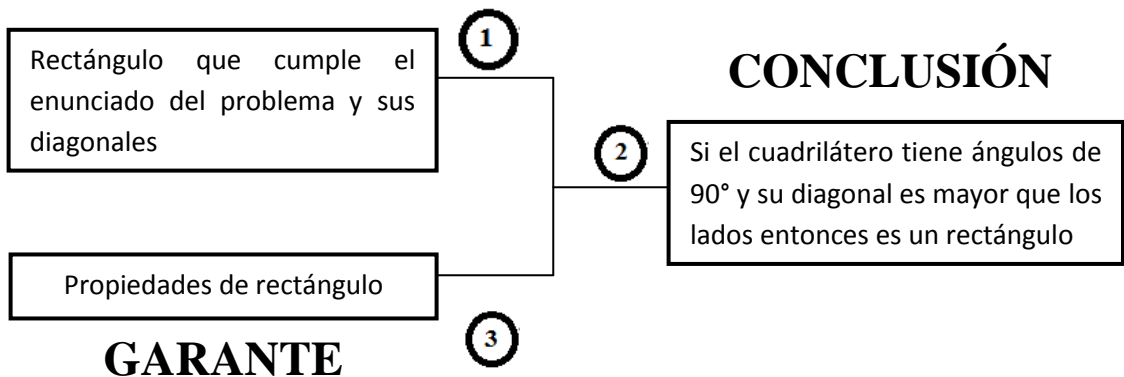 1
Rectángulo que cumple el
enunciado del problema y sus
diagonales
CONCLUSIÓN
2
Si el cuadrilátero tiene ángulos de
90° y su diagonal es mayor que los
lados entonces es un rectángulo
Propiedades de rectángulo
3
GARANTE